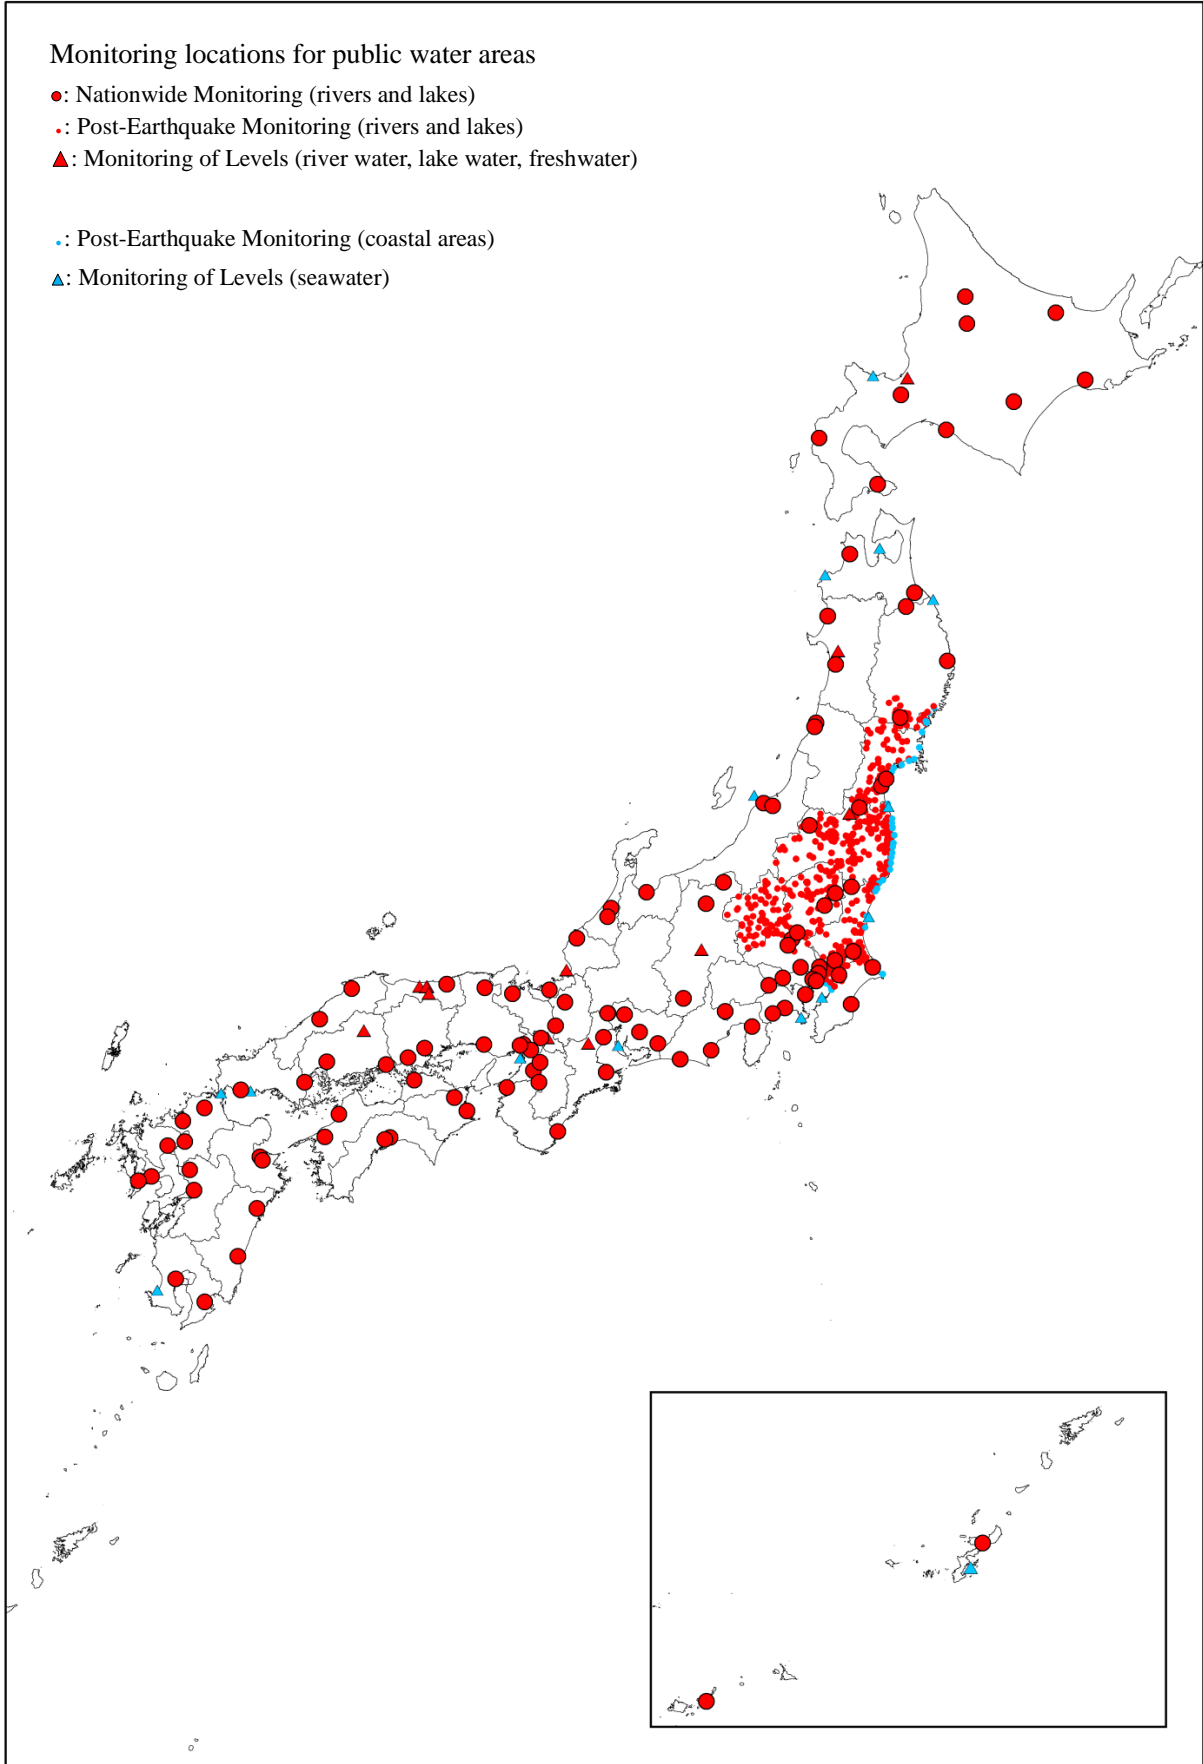 Monitoring locations for public water areas
: Nationwide Monitoring (rivers and lakes)
: Post-Earthquake Monitoring (rivers and lakes)
: Monitoring of Levels (river water, lake water, freshwater)
: Post-Earthquake Monitoring (coastal areas)
: Monitoring of Levels (seawater)